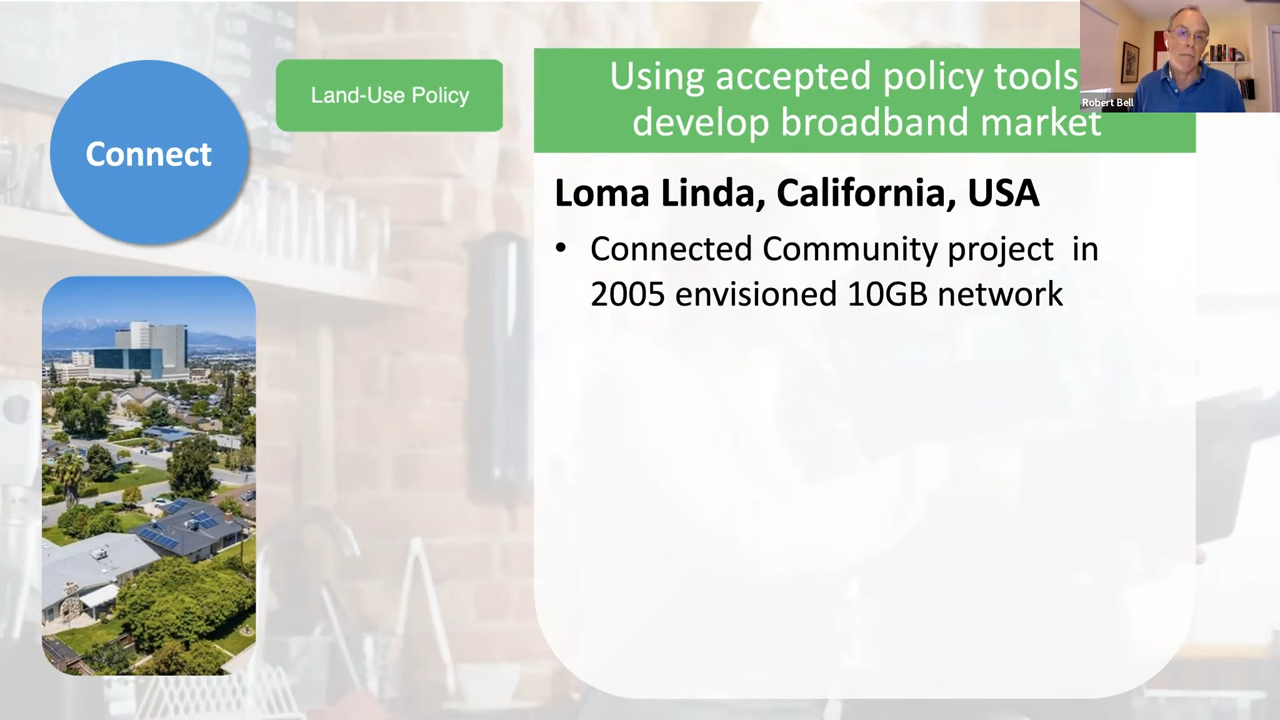 Connect
Land-Use Policy
Using accepted policy tools
develop broadband market
Robert Bell
Loma Linda, California, USA
• Connected Community project in
2005 envisioned 10GB network